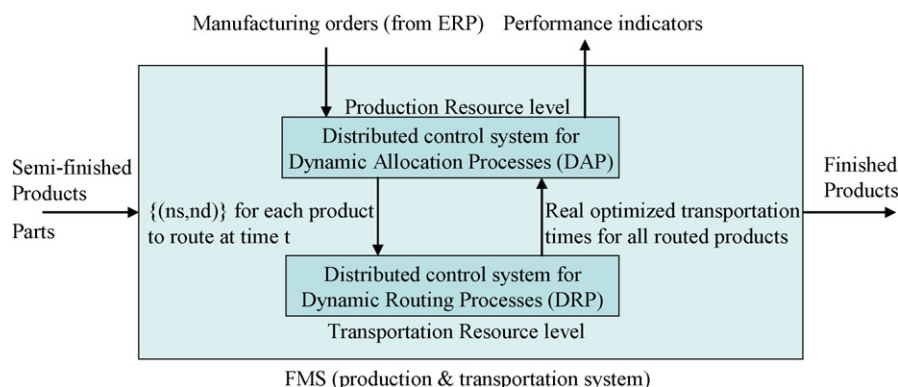 Manufacturing orders (from ERP)
Performance indicators
Production Resource level
Distributed control system for
Dynamic Allocation Processes (DAP)
Semi-finished
Products
Parts
{(ns,nd)} for each product
to route at time t
Real optimized transportation
times for all routed products
Finished
Products
Distributed control system for
Dynamic Routing Processes (DRP)
Transportation Resource level
FMS (production & transportation system)